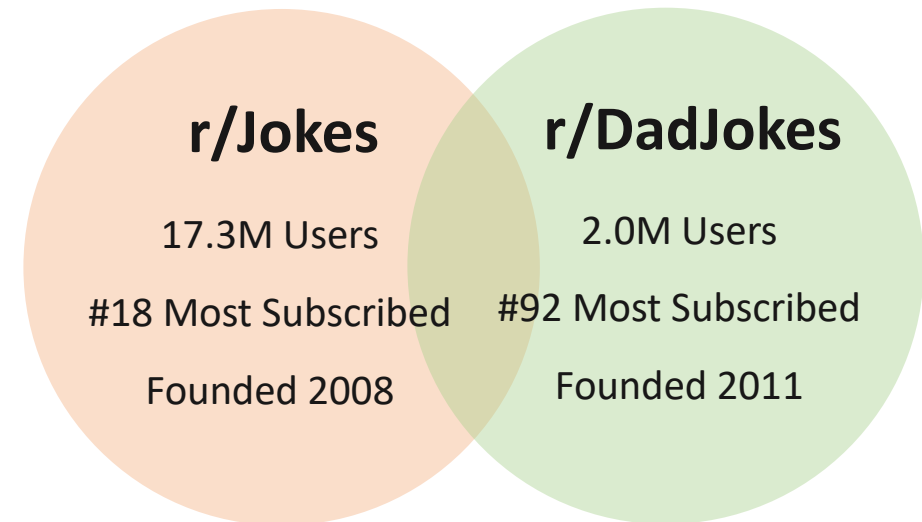 r/Jokes
17.3M Users
#18 Most Subscribed
Founded 2008
r/DadJokes
2.0M Users
#92 Most Subscribed
Founded 2011